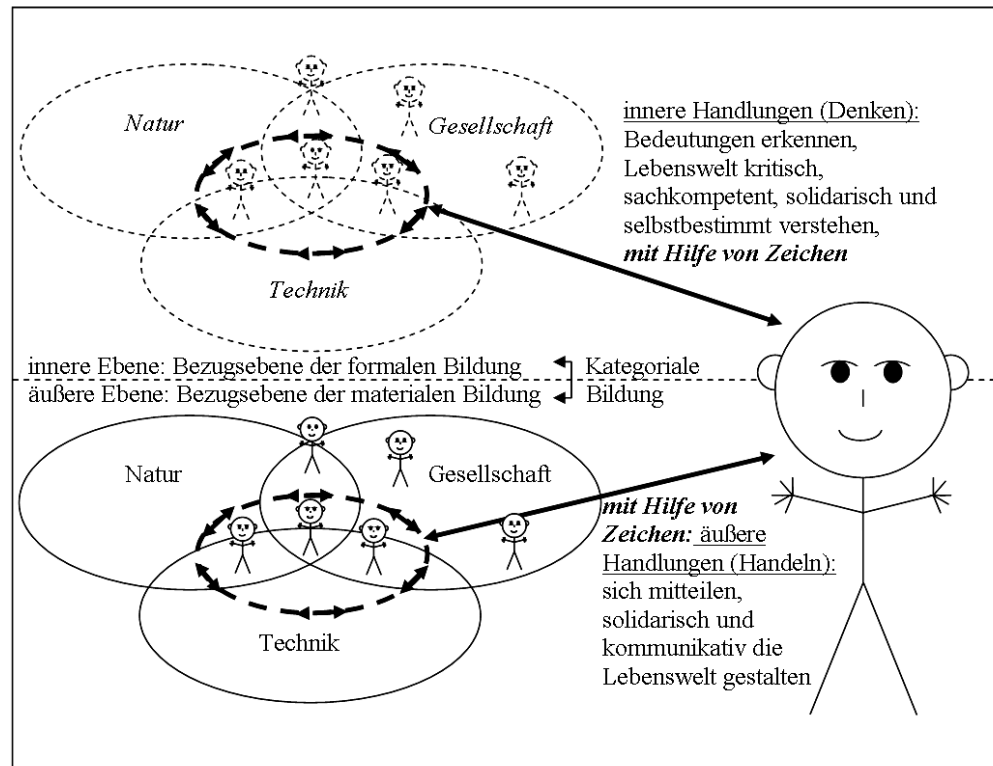 Natur
Gesellschaft
Technik
innere Handlungen (Denken):
Bedeutungen erkennen,
Lebenswelt kritisch,
sachkompetent, solidarisch und
selbstbestimmt verstehen,
mit Hilfe von Zeichen
innere Ebene: Bezugsebene der formalen Bildung
äußere Ebene: Bezugsebene der materialen Bildung
Kategoriale
Bildung
Natur
Gesellschaft
Technik
mit Hilfe von
Zeichen: äußere
Handlungen (Handeln):
sich mitteilen,
solidarisch und
kommunikativ die
Lebenswelt gestalten